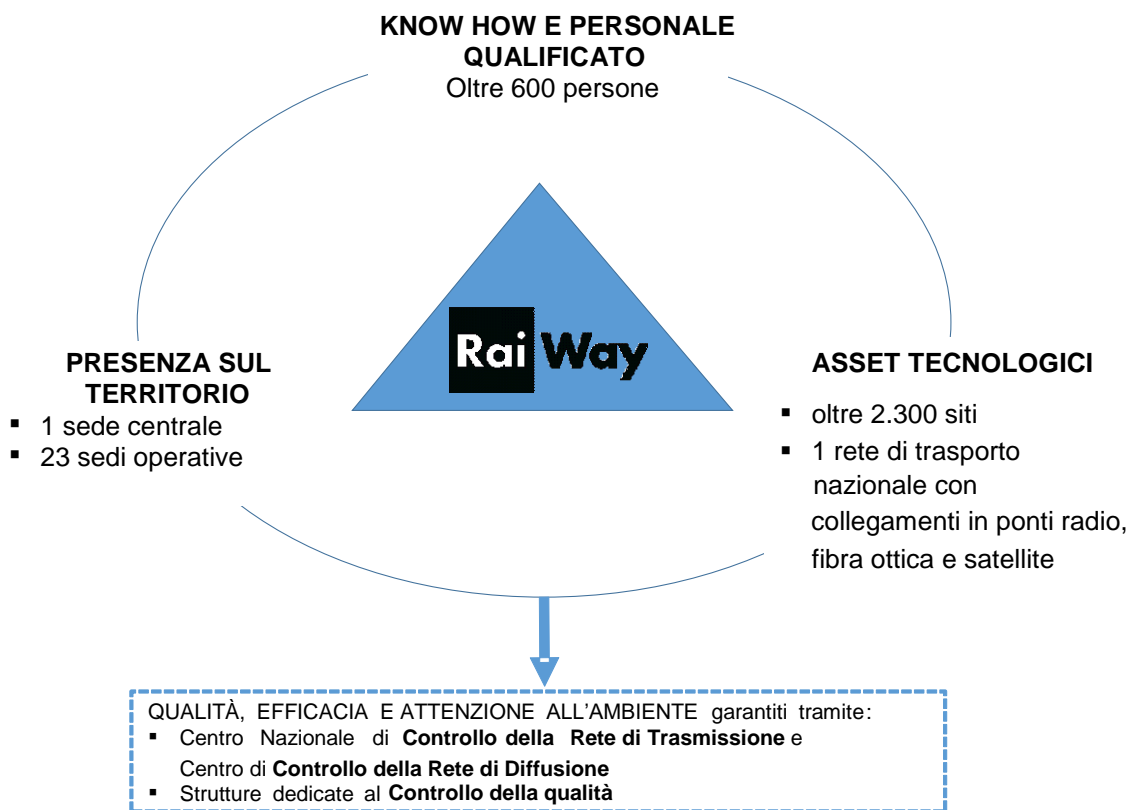 KNOW HOW E PERSONALE
QUALIFICATO
Oltre 600 persone
Rai Way
PRESENZA SUL
TERRITORIO
▪ 1 sede centrale
▪ 23 sedi operative
ASSET TECNOLOGICI
▪ oltre 2.300 siti
▪ 1 rete di trasporto
nazionale con
collegamenti in ponti radio,
fibra ottica e satellite
QUALITÀ, EFFICACIA E ATTENZIONE ALL'AMBIENTE garantiti tramite:
▪ Centro Nazionale di Controllo della Rete di Trasmissione e
Centro di Controllo della Rete di Diffusione
▪ Strutture dedicate al Controllo della qualità